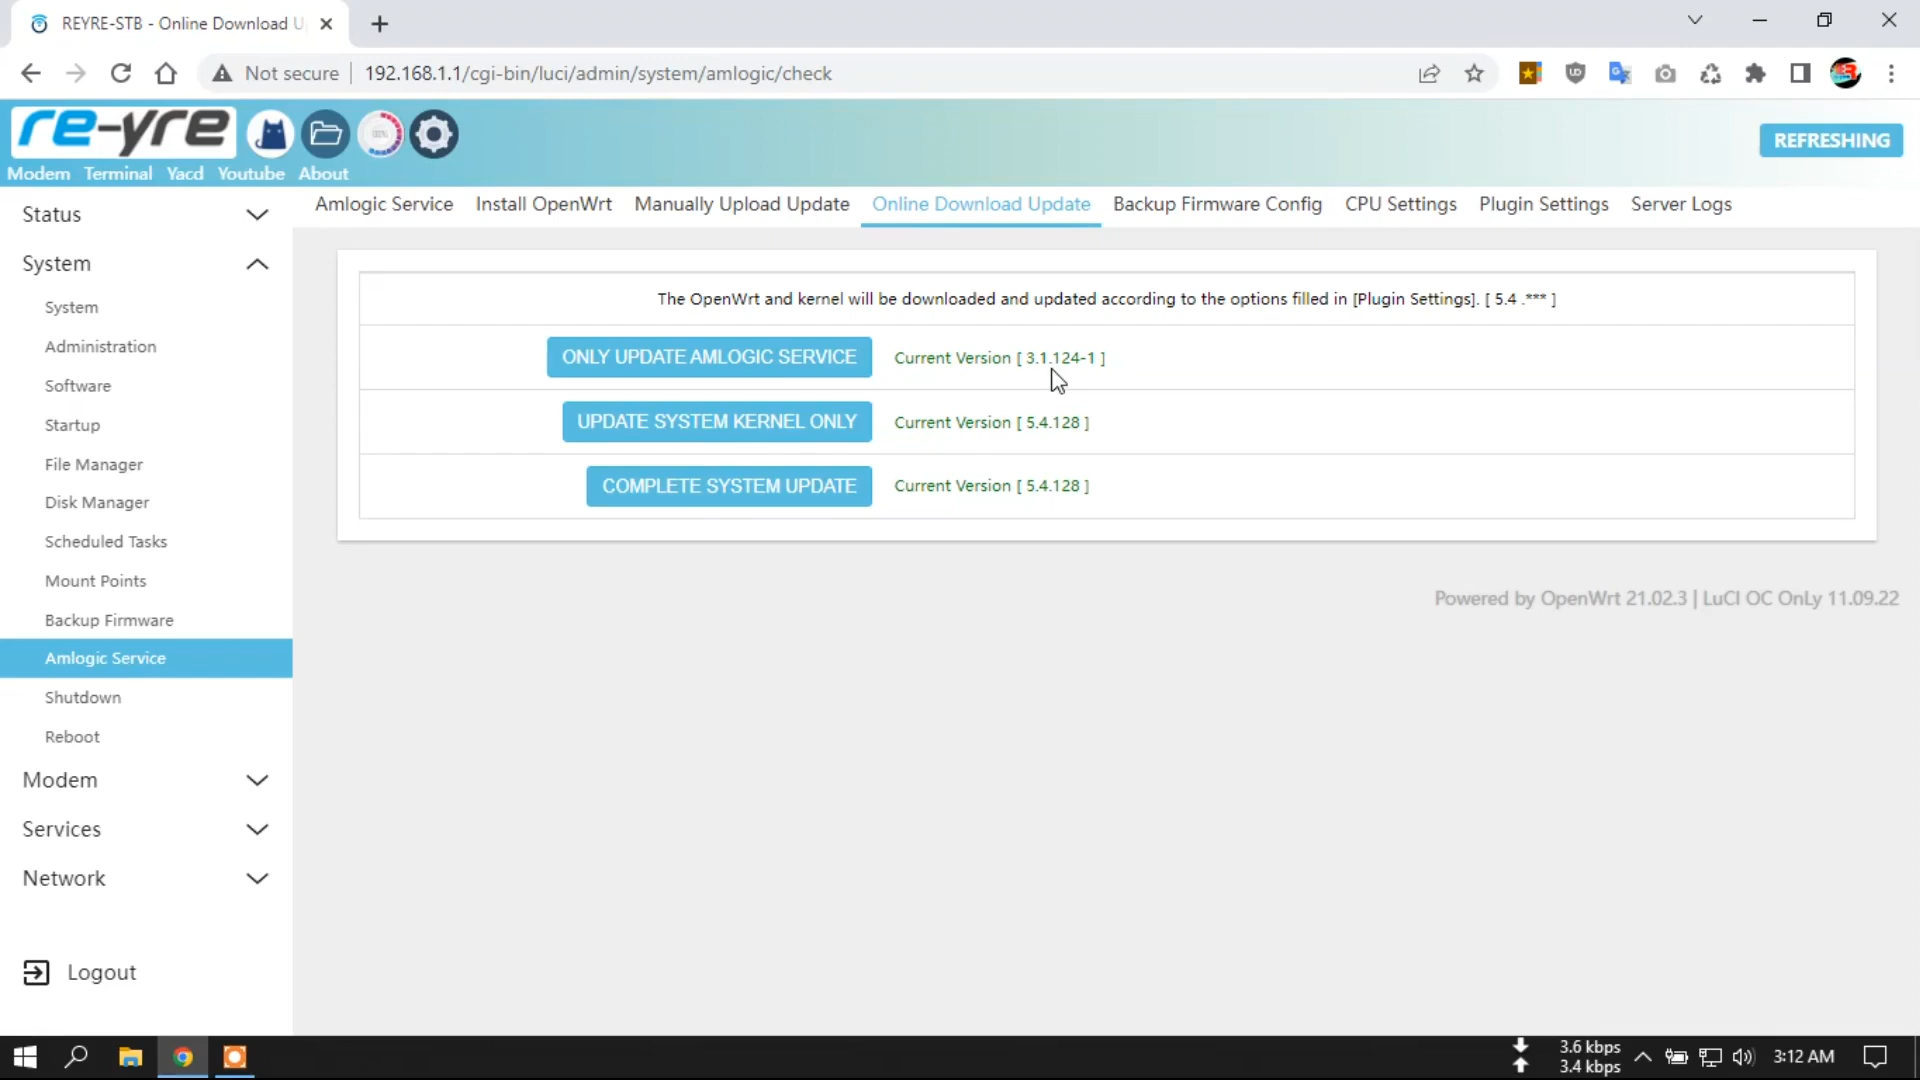 REYRE-STB - Online Download U
Not secure
192.168.1.1/cgi-bin/luci/admin/system/amlogic/check
re-yre
REFRESHING
Modem Terminal Yacd Youtube About
Status
System
System
Administration
Software
Startup
File Manager
Disk Manager
Scheduled Tasks
Mount Points
Backup Firmware
Amlogic Service
Shutdown
Reboot
Modem
Services
Network
Logout
Amlogic Service Install OpenWrt Manually Upload Update Online Download Update Backup Firmware Config CPU Settings Plugin Settings Server Logs
The OpenWrt and kernel will be downloaded and updated according to the options filled in [Plugin Settings]. [ 5.4 .*** ]
ONLY UPDATE AMLOGIC SERVICE Current Version [ 3.1.124-1 ]
UPDATE SYSTEM KERNEL ONLY Current Version [ 5.4.128 ]
COMPLETE SYSTEM UPDATE Current Version [ 5.4.128 ]
Powered by OpenWrt 21.02.3 | LuCI OC OnLy 11.09.22
3.6 kbps
3.4 kbps
3:12 AM